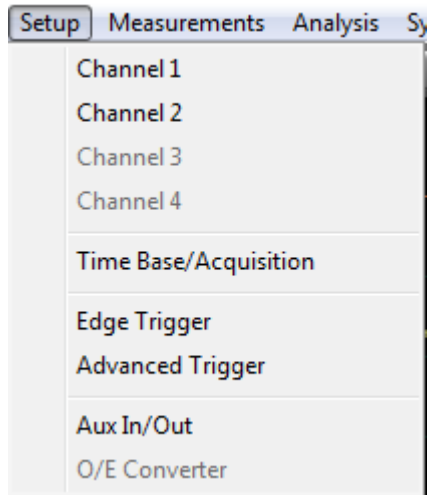 Setup Measurements Analysis Sy
Channel 1
Channel 2
Channel 3
Channel 4
Time Base/Acquisition
Edge Trigger
Advanced Trigger
Aux In/Out
O/E Converter